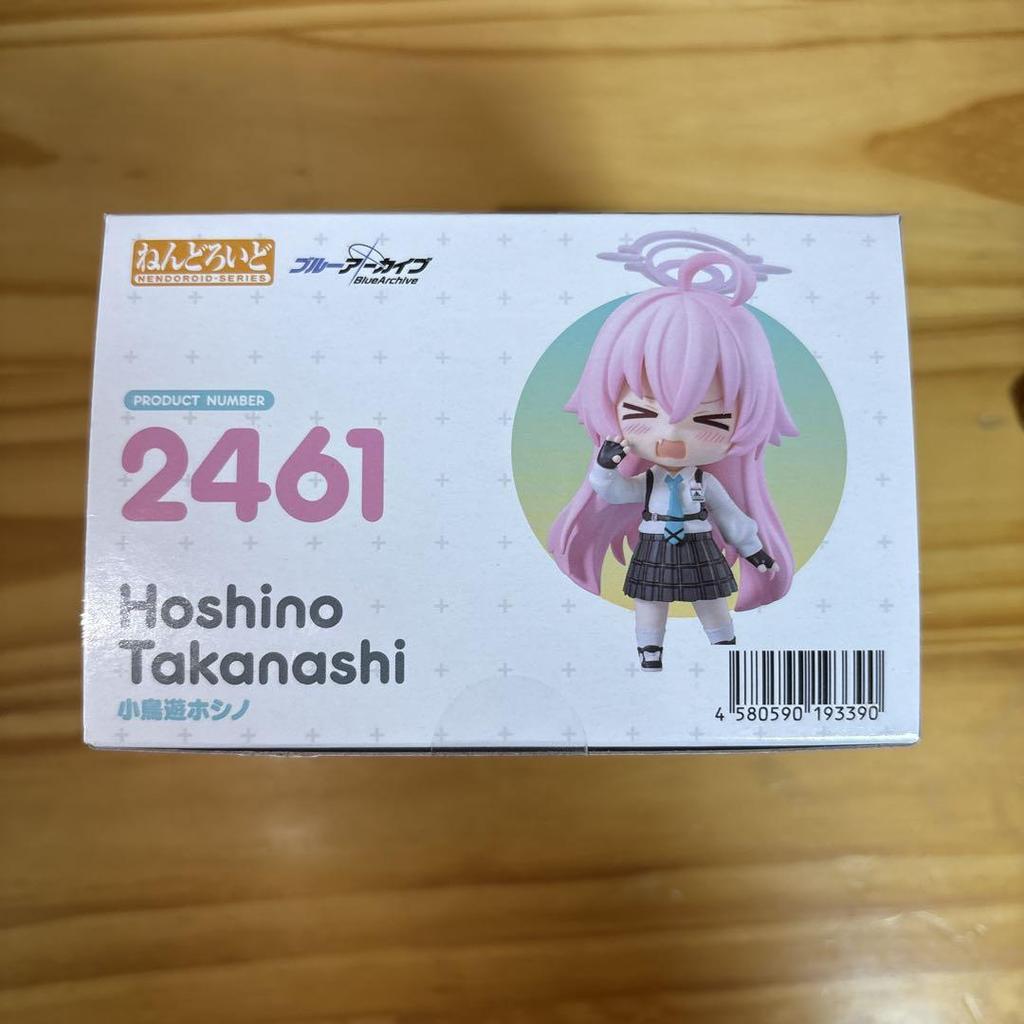 ねんどろいど
NENDOROID-SERIES
ブルーアーカイブ
BlueArchive
PRODUCT NUMBER
2461
Hoshino
Takanashi
小鳥遊ホシノ
4 580590 193390